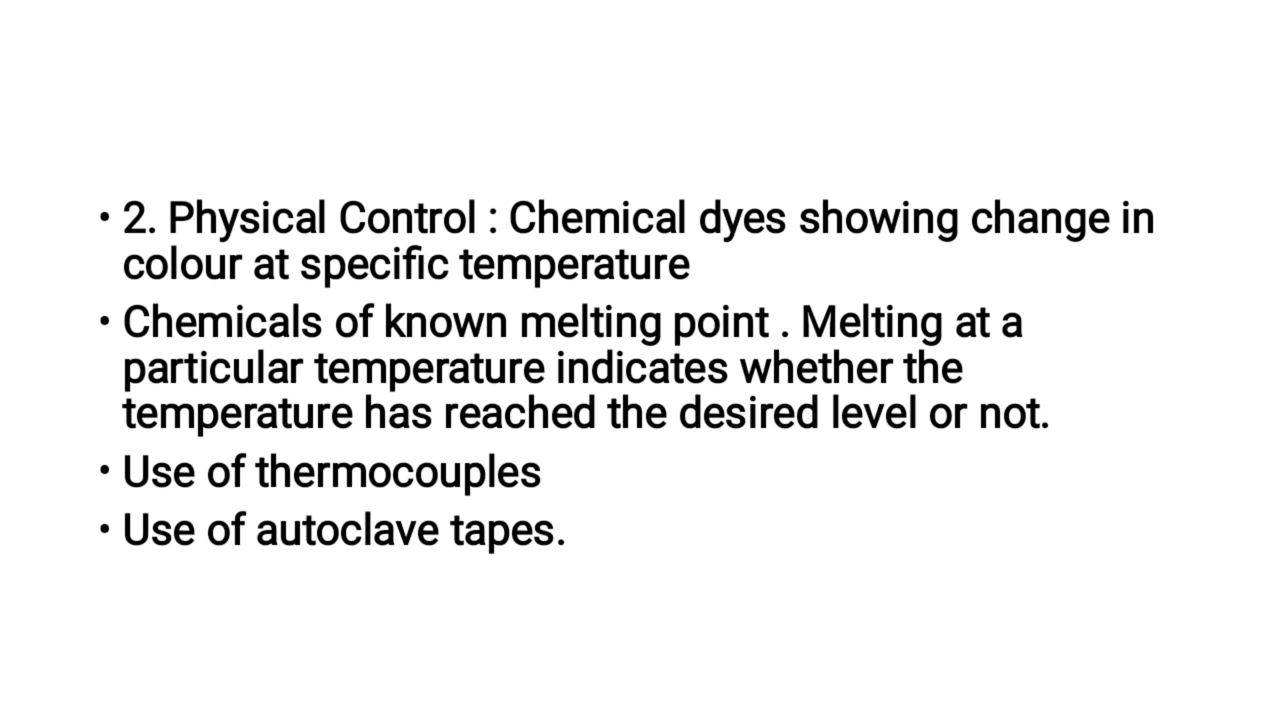 • 2. Physical Control : Chemical dyes showing change in
colour at specific temperature
• Chemicals of known melting point . Melting at a
particular temperature indicates whether the
temperature has reached the desired level or not.
• Use of thermocouples
• Use of autoclave tapes.